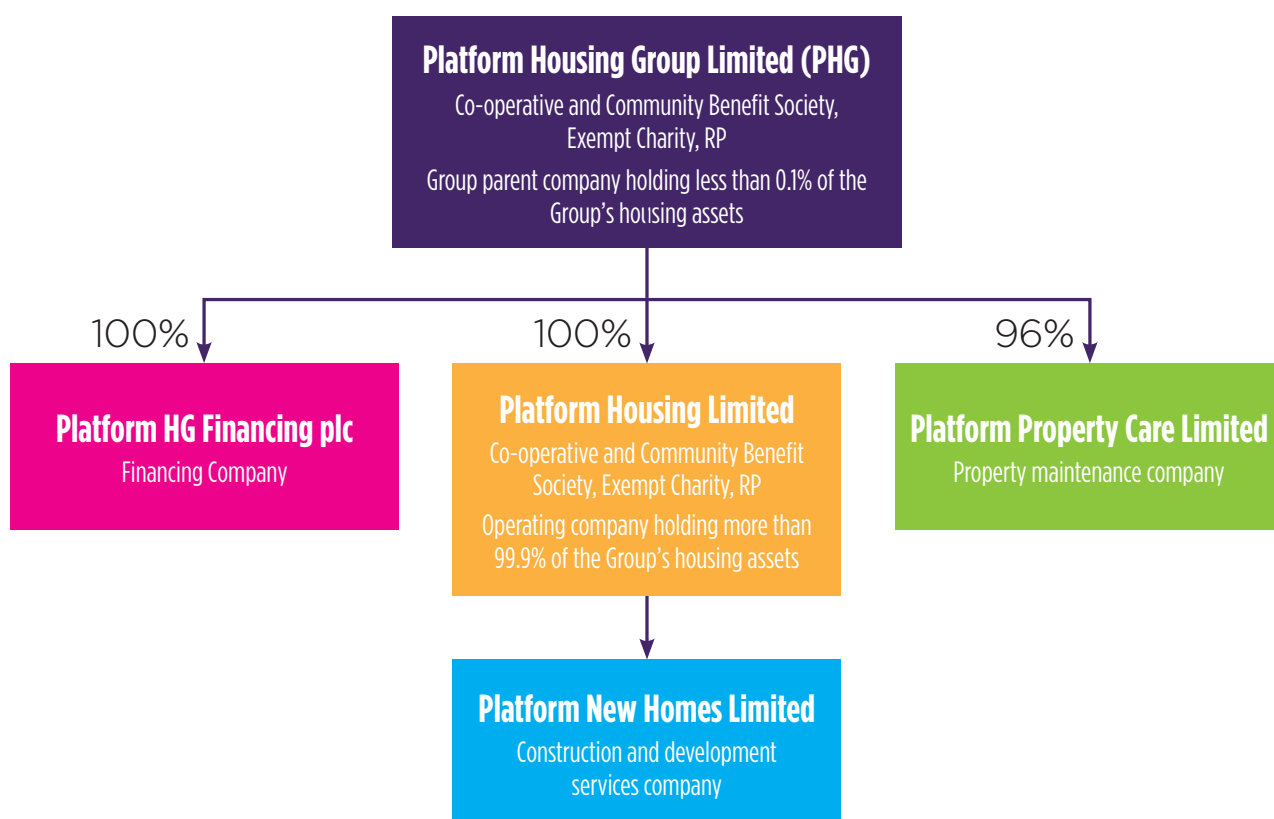 Platform Housing Group Limited (PHG)
Co-operative and Community Benefit Society,
Exempt Charity, RP
Group parent company holding less than 0.1% of the
Group's housing assets
100%
100%
96%
Platform HG Financing plc
Financing Company
Platform Housing Limited
Co-operative and Community Benefit
Society, Exempt Charity, RP
Operating company holding more than
99.9% of the Group's housing assets
Platform Property Care Limited
Property maintenance company
Platform New Homes Limited
Construction and development
services company